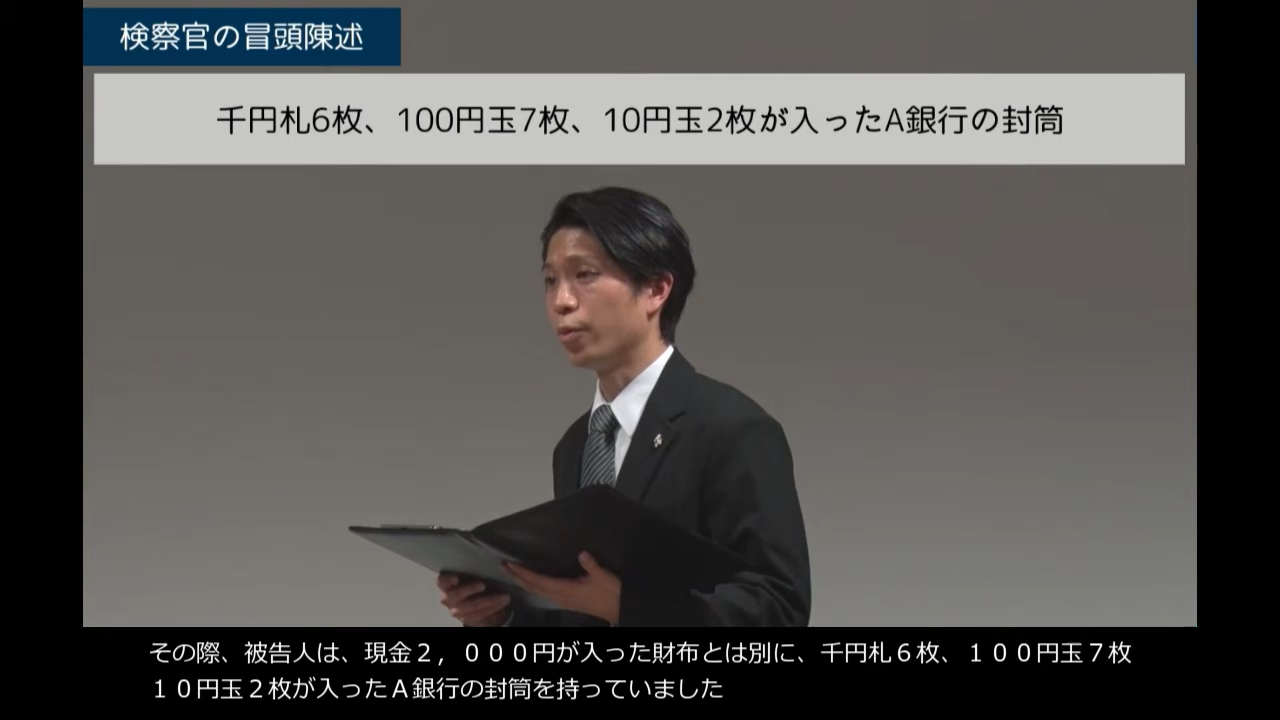 検察官の冒頭陳述
千円札6枚、100円玉7枚、10円玉2枚が入ったA銀行の封筒
その際、被告人は、現金２，０００円が入った財布とは別に、千円札６枚、１００円玉７枚
１０円玉２枚が入ったＡ銀行の封筒を持っていました